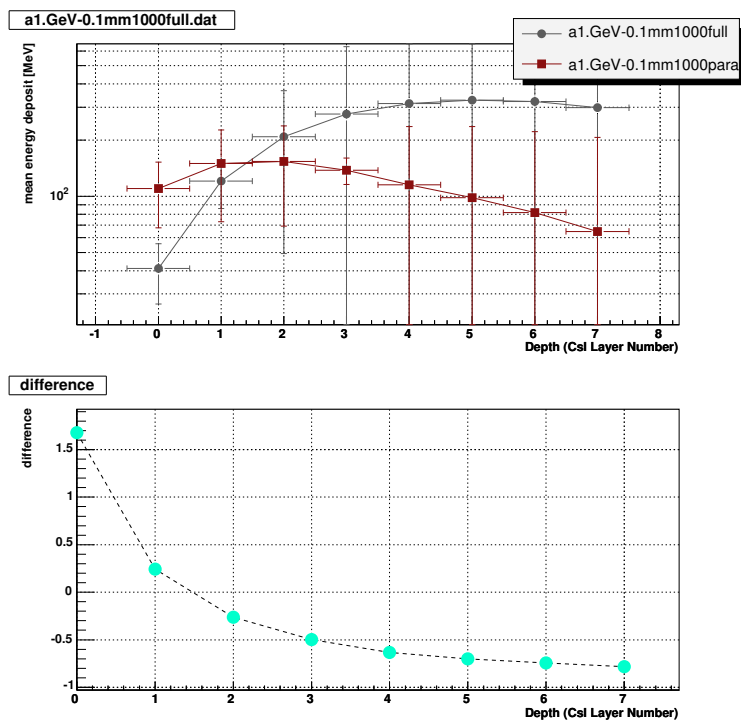 a1.GeV-0.1mm1000full.dat
a1.GeV-0.1mm1000full
a1.GeV-0.1mm1000para
mean energy deposit [MeV]
10²
-1 0 1 2 3 4 5 6 7 8
Depth (CsI Layer Number)
difference
difference
1.5
1
0.5
0
-0.5
-1
0 1 2 3 4 5 6 7
Depth (CsI Layer Number)